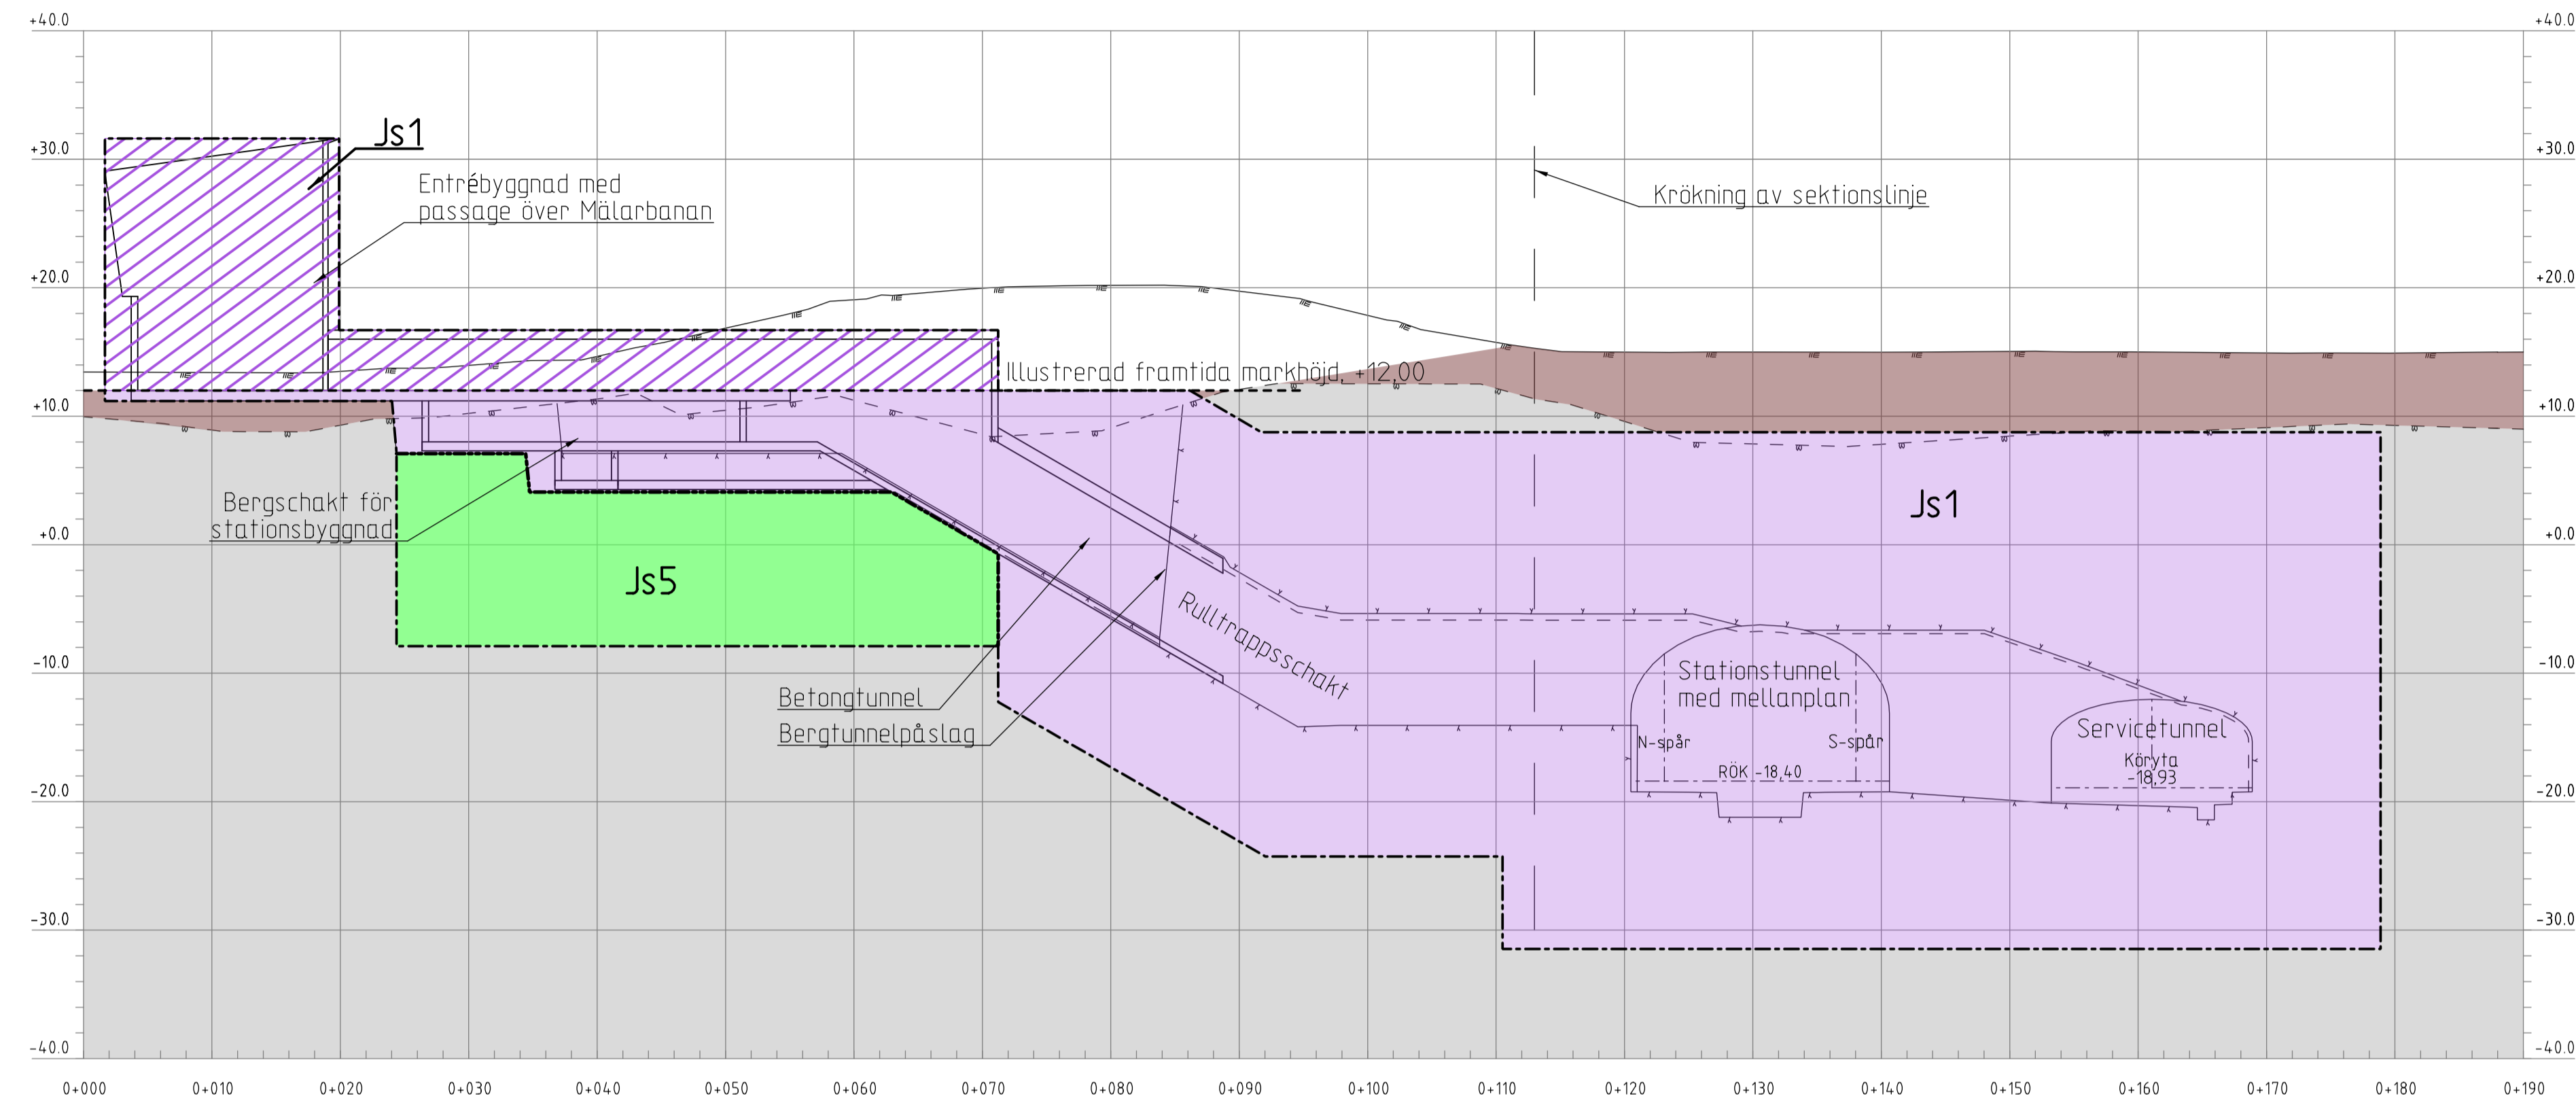 +40.0
+40.0
Js1
+30.0
+30.0
Entrébyggnad med
passage över Mälarbanan
Krökning av sektionslinje
+20.0
+20.0
Illustrerad framtida markhöjd, +12,00
+10.0
+10.0
Bergschakt för
stationsbyggnad
Js1
+0.0
+0.0
Js5
Rulltrappsschakt
-10.0
-10.0
Stationstunnel
med mellanplan
Betongtunnel
Bergtunnelpåslag
Servicetunnel
N-spår
S-spår
Köryta
-18,93
RÖK -18,40
-20.0
-20.0
-30.0
-30.0
-40.0
-40.0
0+000 0+010 0+020 0+030 0+040 0+050 0+060 0+070 0+080 0+090 0+100 0+110 0+120 0+130 0+140 0+150 0+160 0+170 0+180 0+190